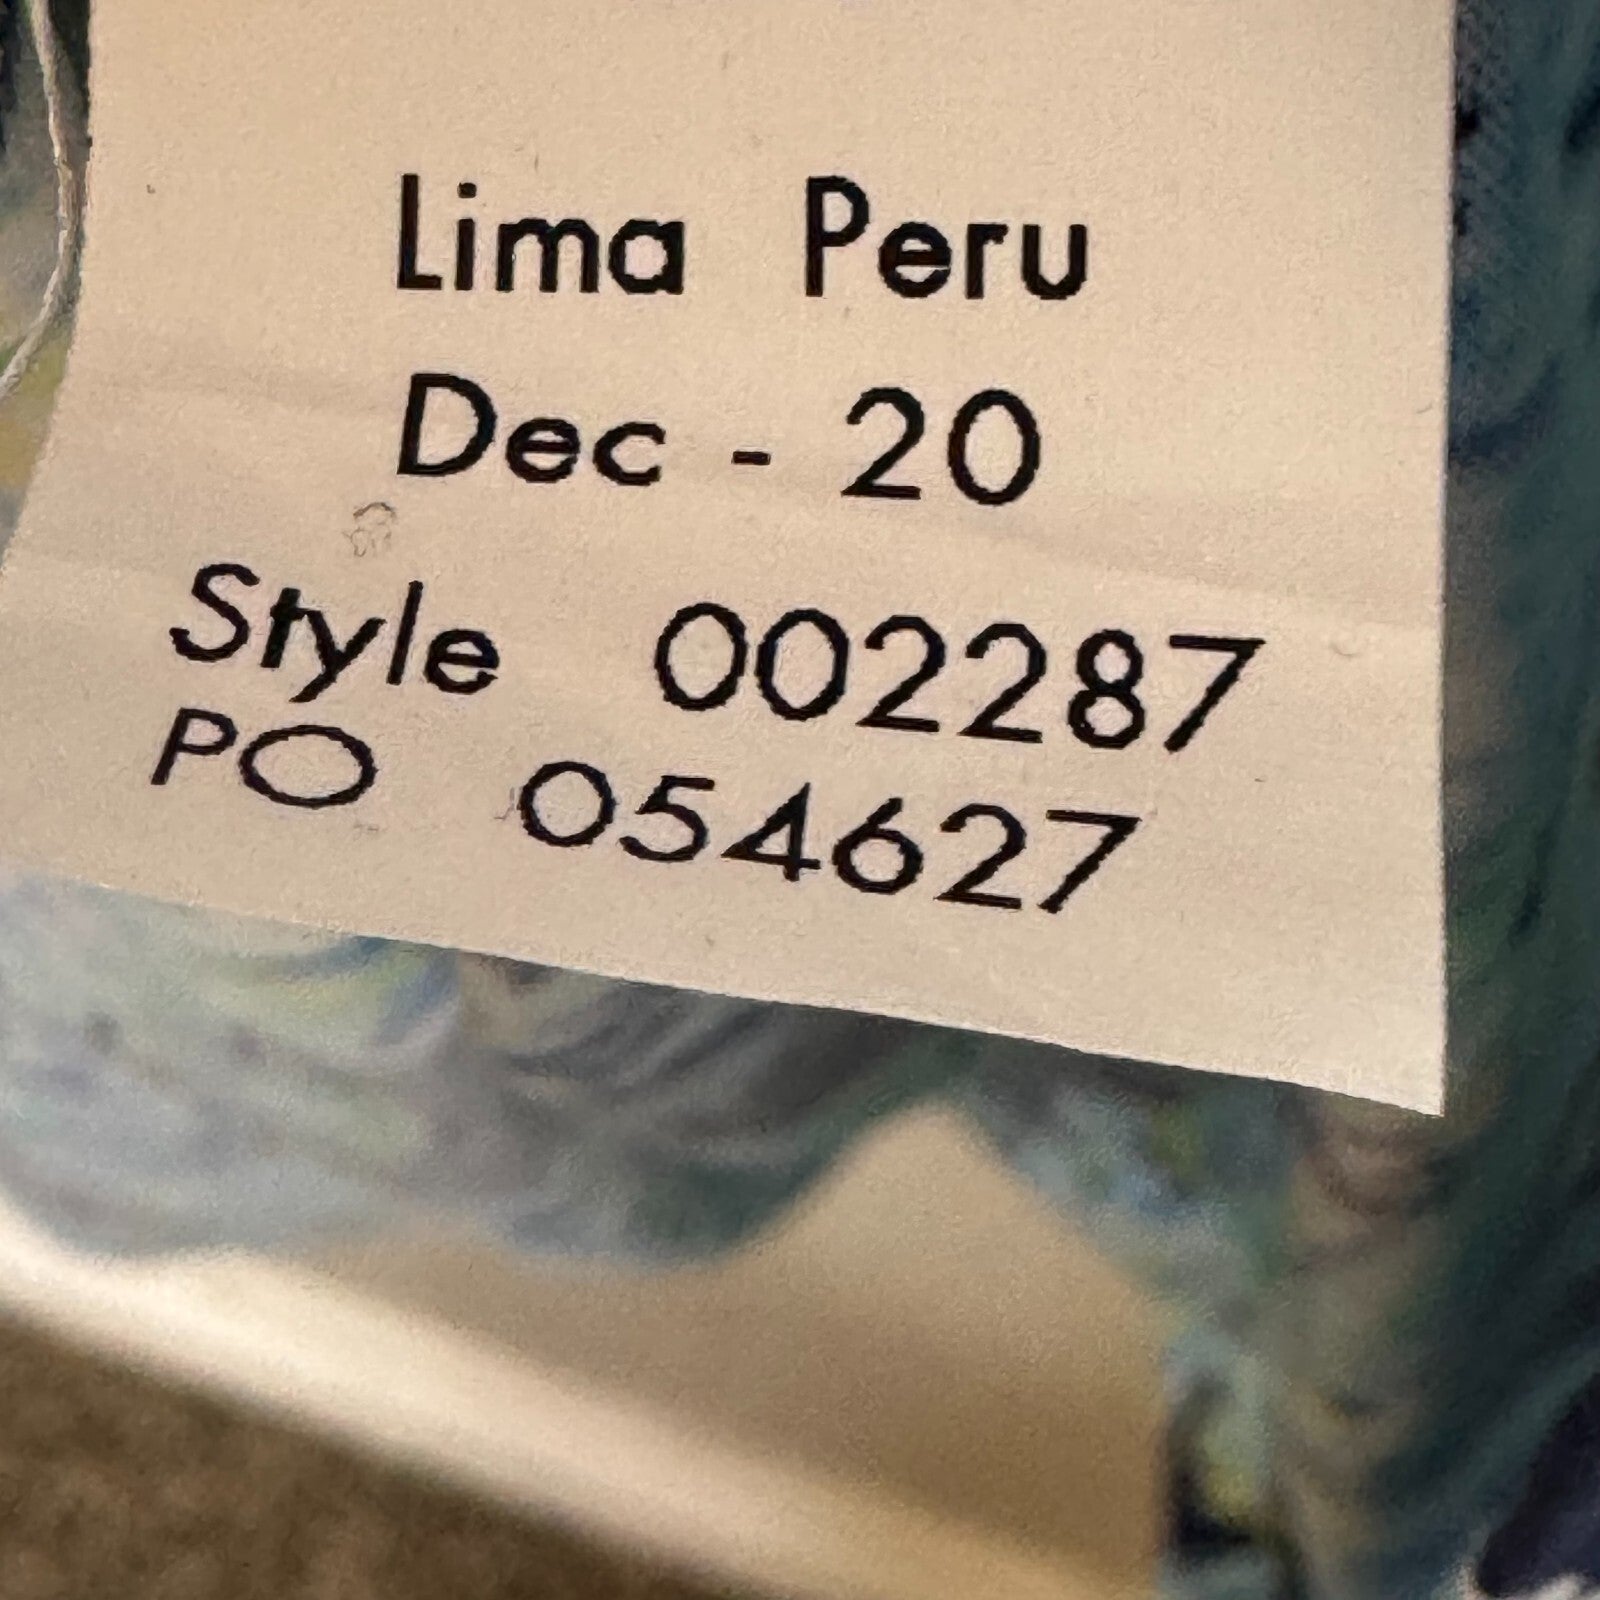 Lima Peru
Dec - 20
Style 002287
PO 054627